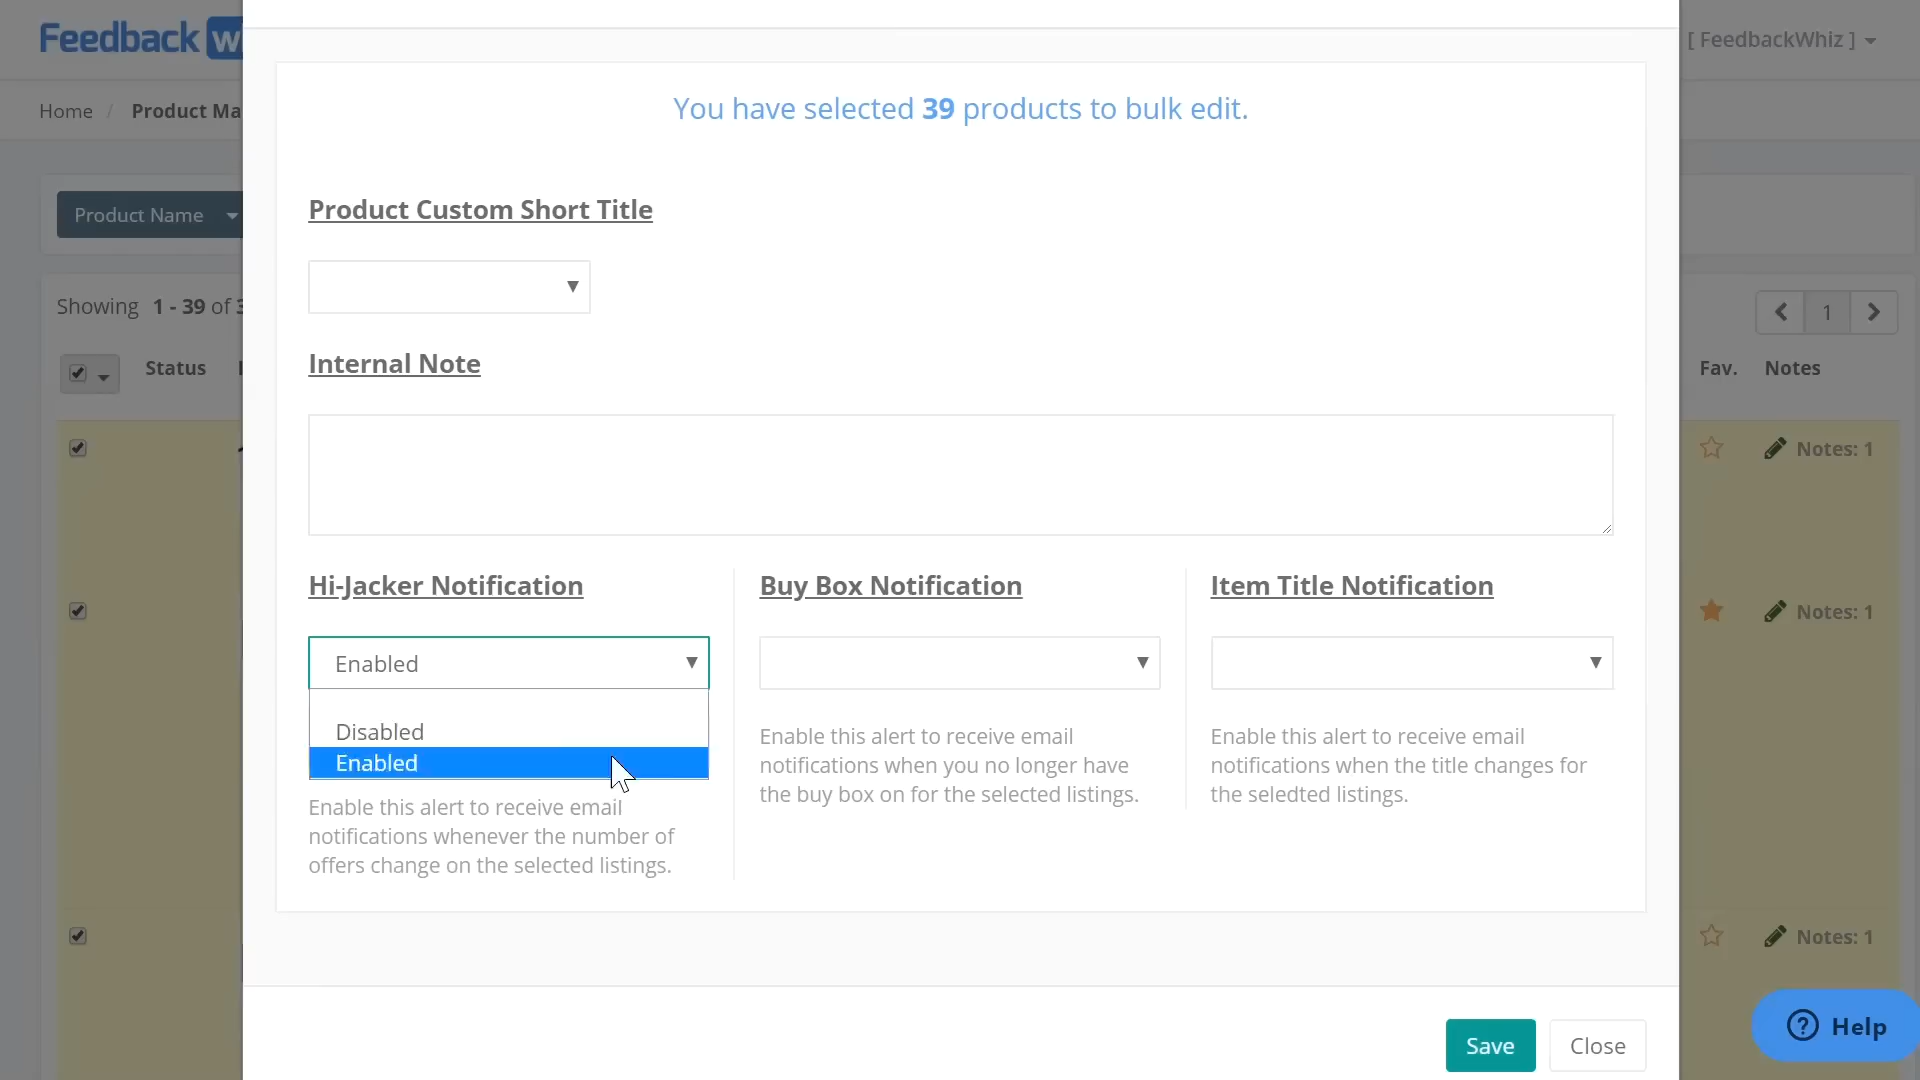 Feedback W
[ FeedbackWhiz ]
Home / Product Ma
You have selected 39 products to bulk edit.
Product Name
Product Custom Short Title
Showing 1 - 39 of 3
1
Status
Fav. Notes
Internal Note
Notes: 1
Hi-Jacker Notification
Buy Box Notification
Item Title Notification
Notes: 1
Enabled
Disabled
Enabled
Enable this alert to receive email
notifications whenever the number of
offers change on the selected listings.
Enable this alert to receive email
notifications when you no longer have
the buy box on for the selected listings.
Enable this alert to receive email
notifications when the title changes for
the seledted listings.
Notes: 1
Help
Save
Close